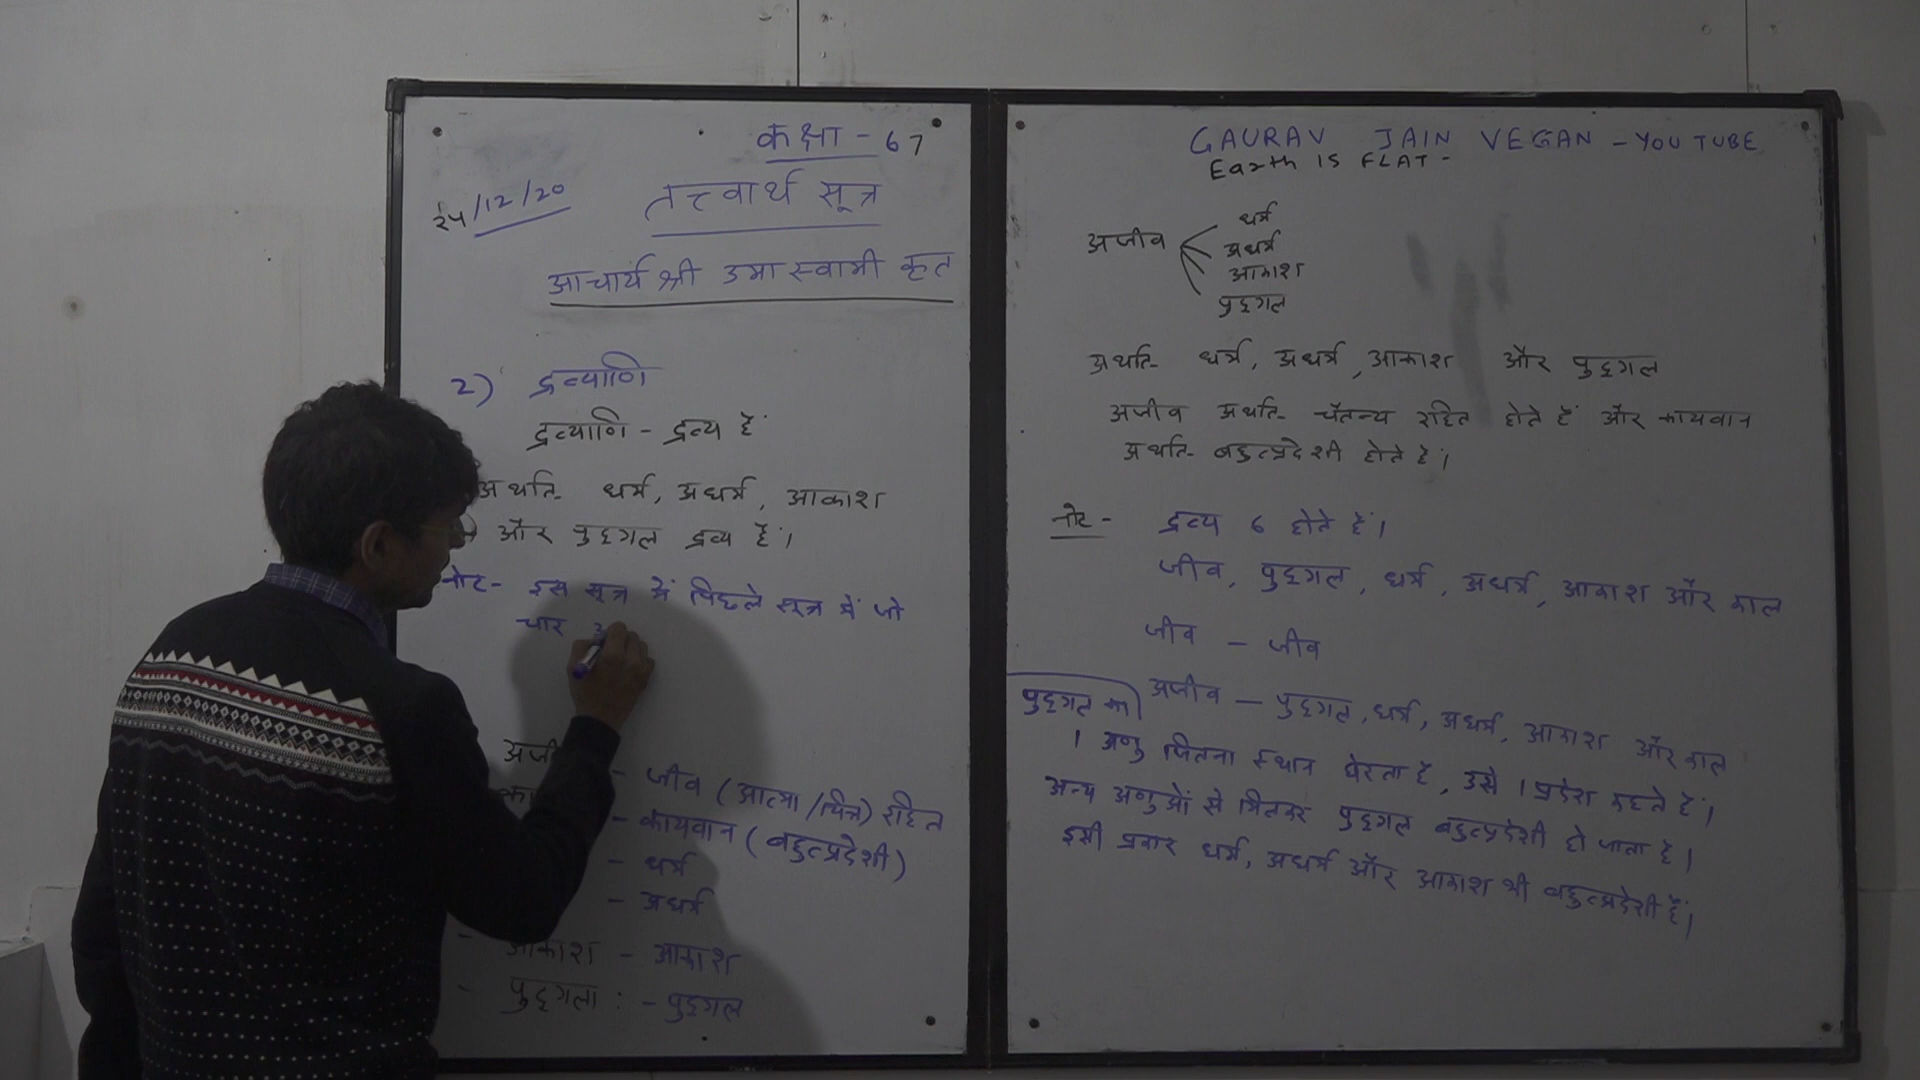 कक्षा - 67
25/12/20
तत्त्वार्थ सूत्र
आचार्य श्री उमास्वामी कृत
2) द्रव्याणि
द्रव्याणि - द्रव्य हैं
अर्थात- धर्म, अधर्म, आकाश
और पुद्गल द्रव्य हैं।
नोट- इस सूत्र में पिछले सूत्र में जो
चार
- जीव (आत्मा/चित्) रहित
- कायवान (बहुत्प्रदेशी)
- धर्म
- अधर्म
- आकाश - आकाश
- पुद्गला: - पुद्गल
GAURAV JAIN VEGAN - YOUTUBE
Earth IS FLAT -
अजीव
धर्म
अधर्म
आकाश
पुद्गल
अर्थात- धर्म, अधर्म, आकाश और पुद्गल
अजीव अर्थात- चैतन्य रहित होते हैं और कायवान
अर्थात- बहुत्प्रदेशी होते हैं।
नोट - द्रव्य 6 होते हैं।
जीव, पुद्गल, धर्म, अधर्म, आकाश और काल
जीव - जीव
अजीव - पुद्गल, धर्म, अधर्म, आकाश और काल
पुद्गल का
1 अणु जितना स्थान घेरता है, उसे 1 प्रदेश कहते हैं।
अन्य अणुओं से मिलकर पुद्गल बहुत्प्रदेशी हो जाता है।
इसी प्रकार धर्म, अधर्म और आकाश भी बहुत्प्रदेशी हैं।